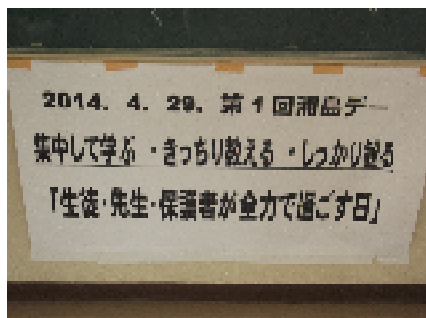 2014. 4. 29. 第1回湘島デー
集中して学ぶ ・きっちり教える ・しっかり遊る
「生徒・先生・保護者が全力で過ごす日」